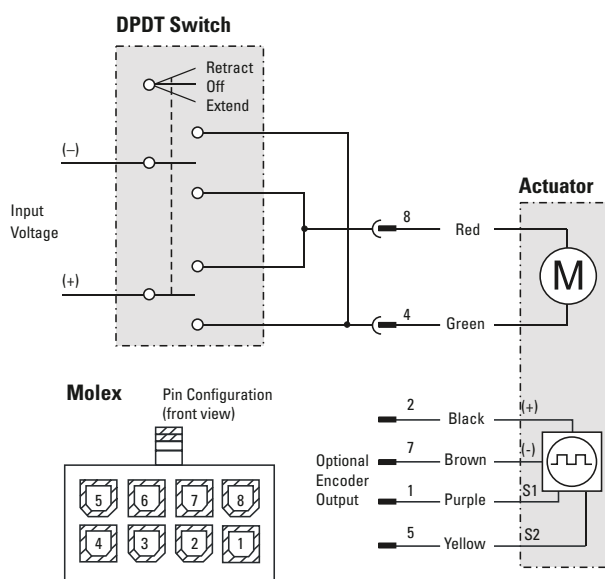 DPDT Switch
Retract
Off
Extend
(–)
Input
Voltage
(+)
Actuator
8
Red
M
4
Green
Molex
Pin Configuration
(front view)
5 6 7 8
4 3 2 1
Optional
Encoder
Output
2
Black
(+)
7
Brown
(-)
1
Purple
S1
5
Yellow
S2